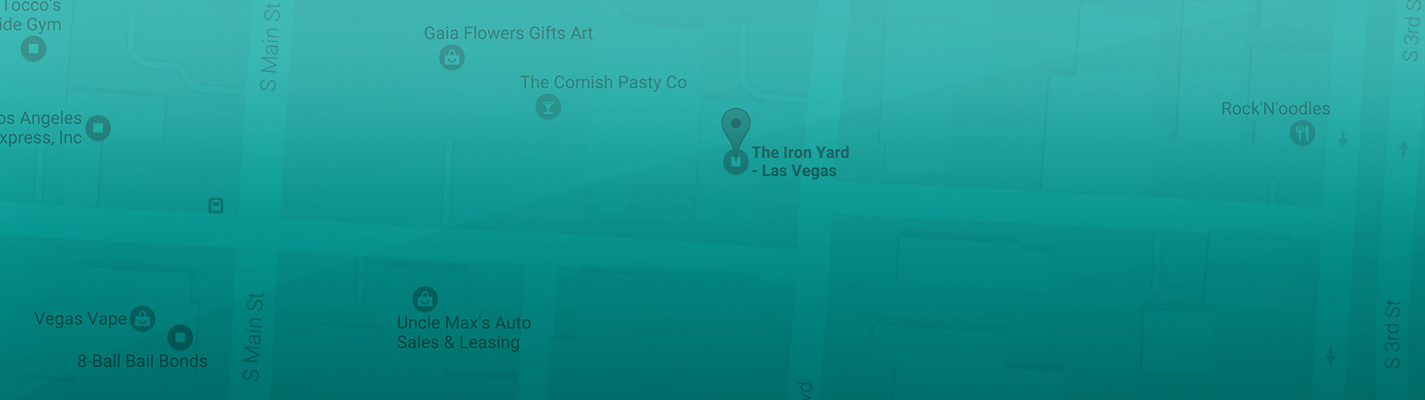 Tocco's
ide Gym
S Main St
Gaia Flowers Gifts Art
S 3rd S
The Cornish Pasty Co
Rock'N'oodles
os Angeles
xpress, Inc
The Iron Yard
- Las Vegas
Vegas Vape
8-Ball Bail Bonds
S Main St
Uncle Max's Auto
Sales & Leasing
vd
S 3rd St